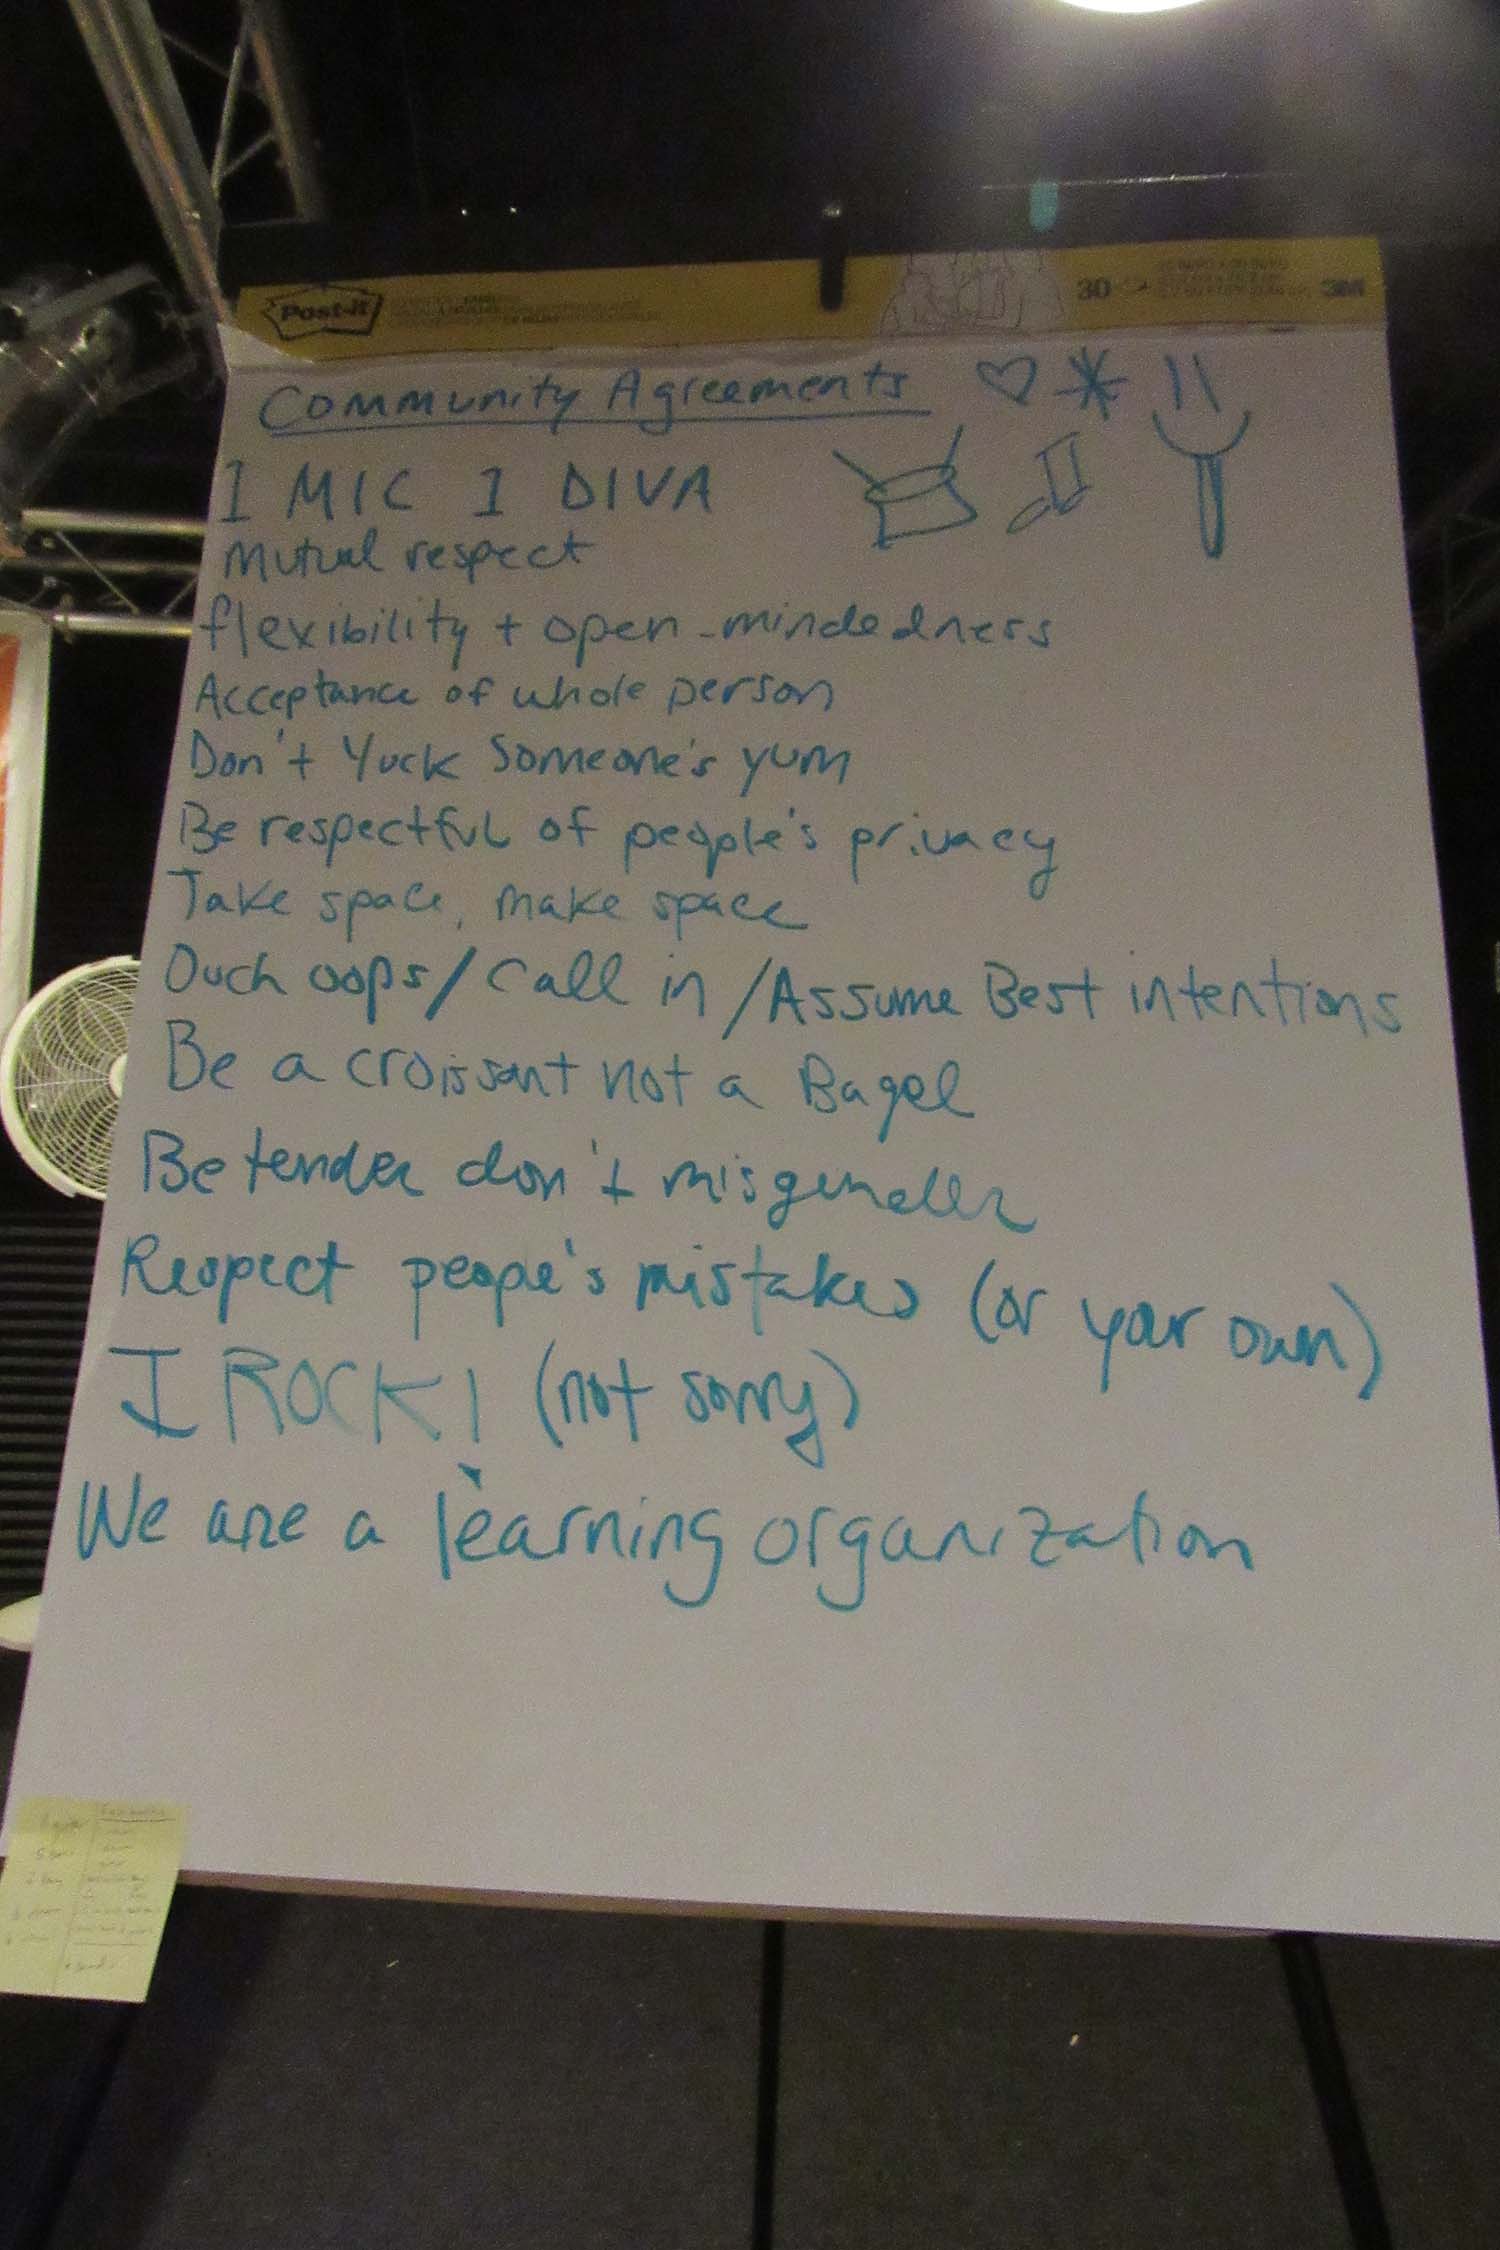 Post-it
30
3M
Community Agreements
1 MIC 1 DIVA
Mutual respect
flexibility + open-mindedness
Acceptance of whole person
Don't Yuck Someone's yum
Be respectful of people's privacy
Take space, make space
Ouch oops / Call in / Assume Best intentions
Be a croissant not a Bagel
Be tender don't misgender
Respect people's mistakes (or your own)
I ROCK! (not sorry)
We are a learning organization